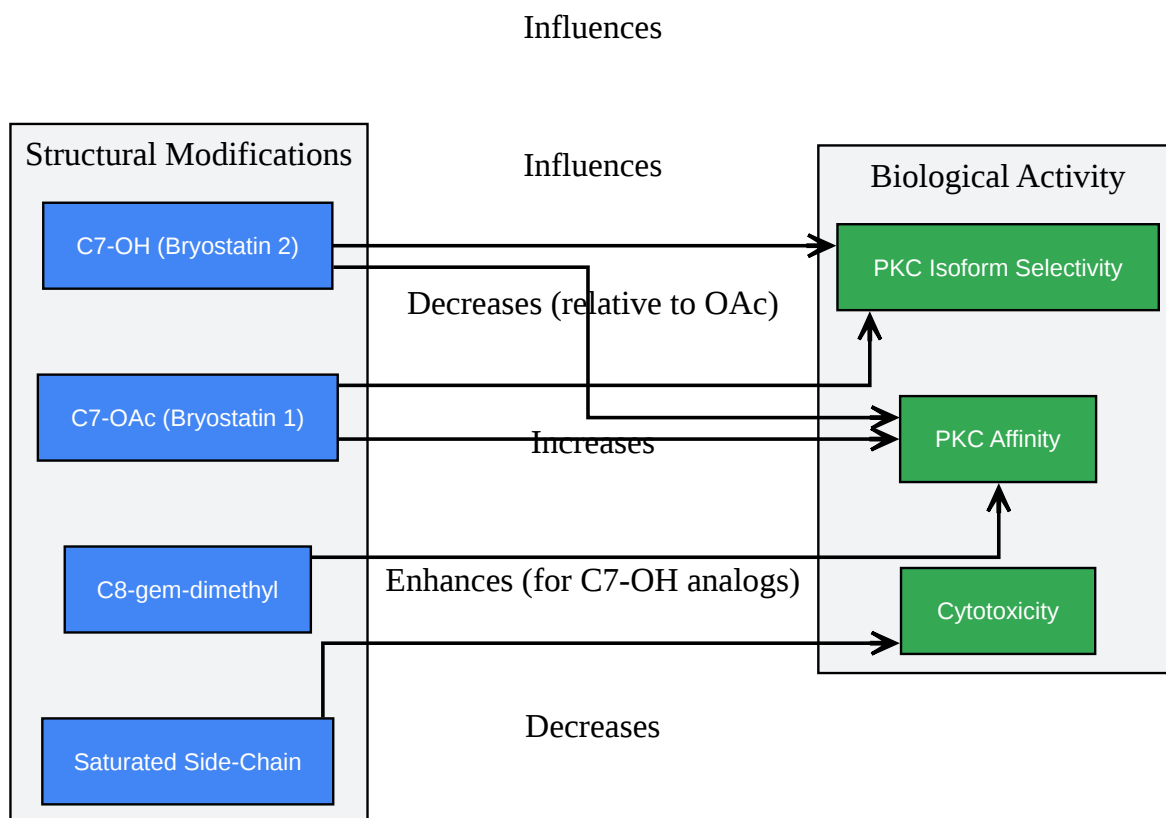 Influences
Structural Modifications
Influences
Biological Activity
C7-OH (Bryostatin 2)
PKC Isoform Selectivity
Decreases (relative to OAc)
C7-OAc (Bryostatin 1)
PKC Affinity
Increases
C8-gem-dimethyl
Enhances (for C7-OH analogs)
Cytotoxicity
Decreases
Saturated Side-Chain